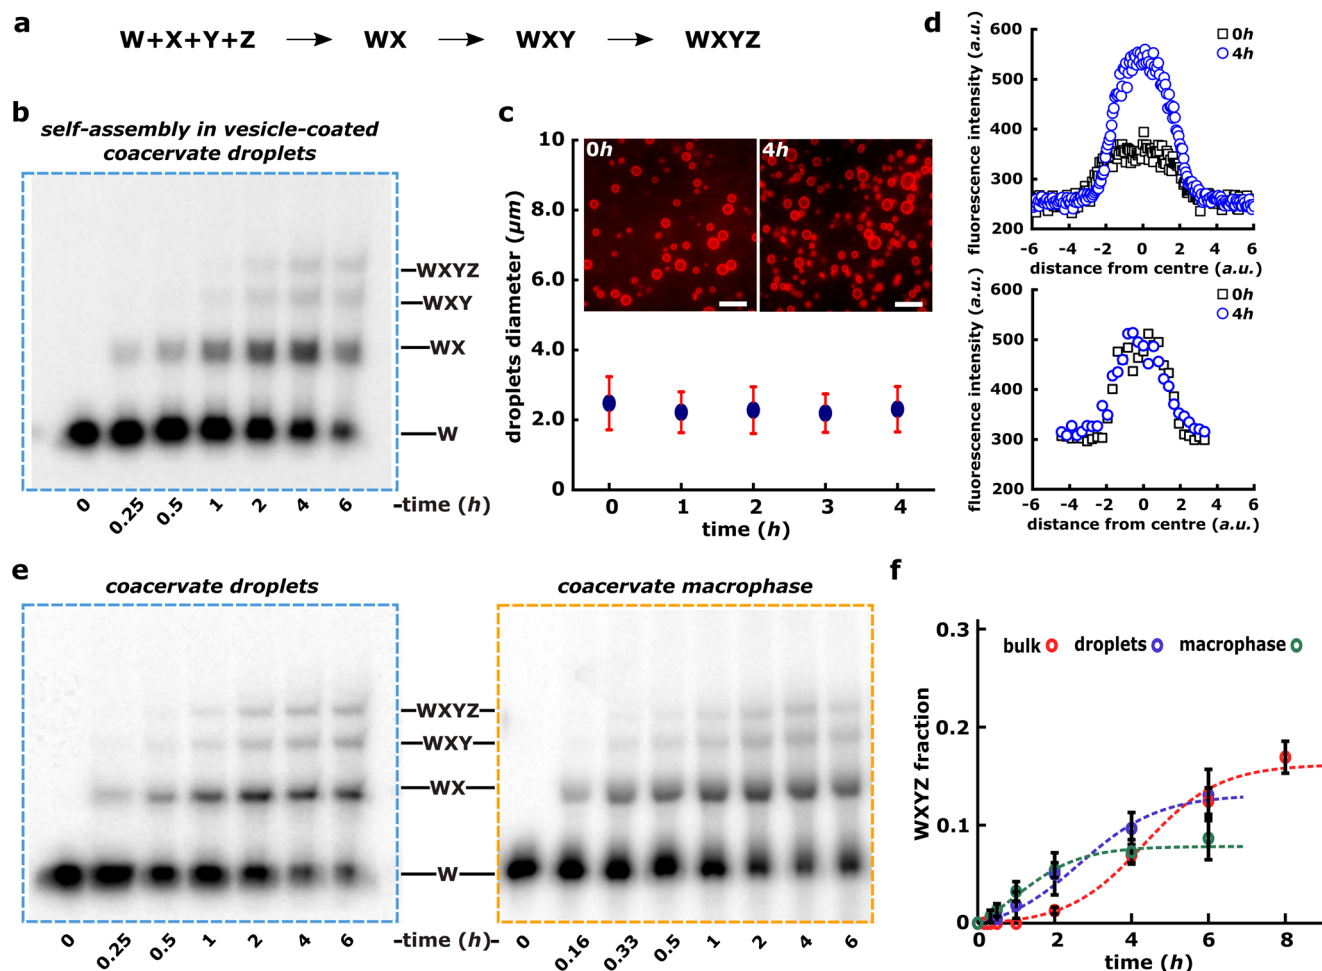 a
W+X+Y+Z → WX → WXY → WXYZ
b
self-assembly in vesicle-coated
coacervate droplets
WXYZ
WXY
WX
W
0 0.25 0.5 1 2 4 6 -time (h)
c
droplets diameter (μm)
10
8.0
6.0
4.0
2.0
0
0h
4h
0 1 2 3 4
time (h)
d
fluorescence intensity (a.u.)
600
500
400
300
200
0h
4h
-6 -4 -2 0 2 4 6
distance from centre (a.u.)
fluorescence intensity (a.u.)
600
500
400
300
200
0h
4h
-6 -4 -2 0 2 4 6
distance from centre (a.u.)
e
coacervate droplets
coacervate macrophase
WXYZ
WXY
WX
W
0 0.25 0.5 1 2 4 6 -time (h)- 0 0.16 0.33 0.5 1 2 4 6
f
WXYZ fraction
0.3
0.2
0.1
0
bulk droplets macrophase
0 2 4 6 8
time (h)